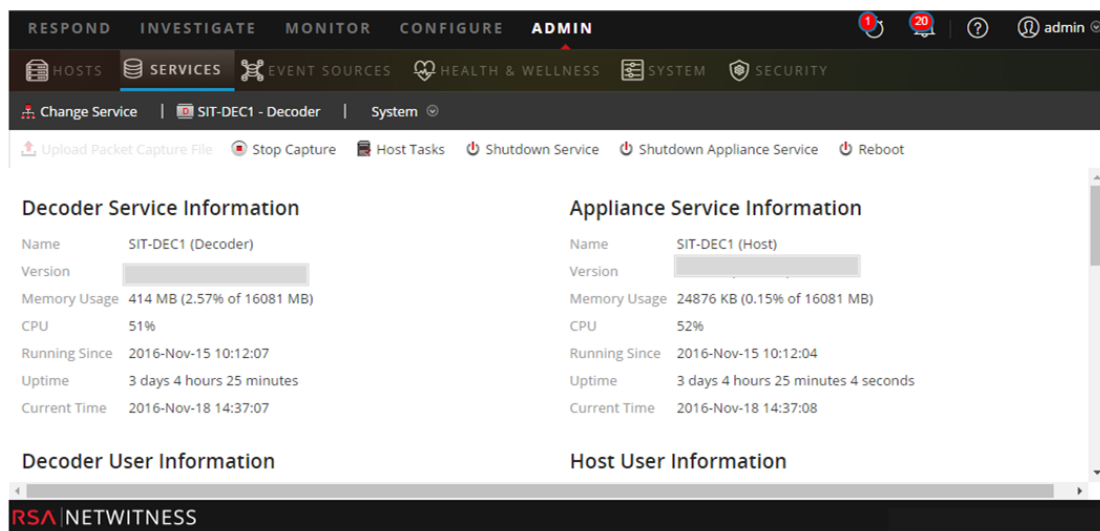 RESPOND INVESTIGATE MONITOR CONFIGURE ADMIN 1 20 ? admin
HOSTS SERVICES EVENT SOURCES HEALTH & WELLNESS SYSTEM SECURITY
Change Service | D SIT-DEC1 - Decoder | System
Upload Packet Capture File Stop Capture Host Tasks Shutdown Service Shutdown Appliance Service Reboot
Decoder Service Information
Name SIT-DEC1 (Decoder)
Version
Memory Usage 414 MB (2.57% of 16081 MB)
CPU 51%
Running Since 2016-Nov-15 10:12:07
Uptime 3 days 4 hours 25 minutes
Current Time 2016-Nov-18 14:37:07
Appliance Service Information
Name SIT-DEC1 (Host)
Version
Memory Usage 24876 KB (0.15% of 16081 MB)
CPU 52%
Running Since 2016-Nov-15 10:12:04
Uptime 3 days 4 hours 25 minutes 4 seconds
Current Time 2016-Nov-18 14:37:08
Decoder User Information
Host User Information
RSA NETWITNESS